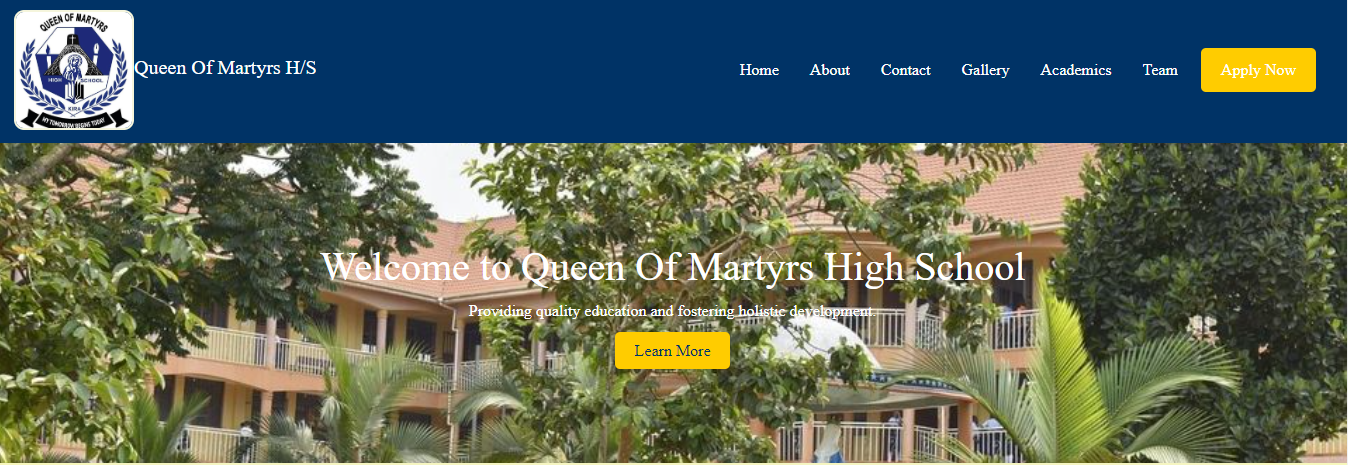 QUEEN OF MARTYRS
HIGH SCHOOL
KIRA
MY TOMORROW BEGINS TODAY
Queen Of Martyrs H/S
Home About Contact Gallery Academics Team Apply Now
Welcome to Queen Of Martyrs High School
Providing quality education and fostering holistic development.
Learn More